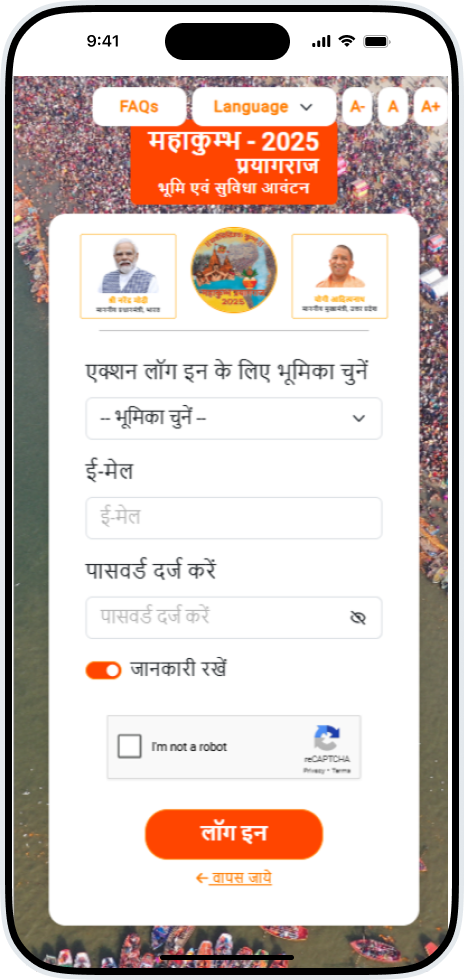 9:41
FAQs
Language
A-
A
A+
महाकुम्भ - 2025
प्रयागराज
भूमि एवं सुविधा आवंटन
श्री नरेंद्र मोदी
माननीय प्रधानमंत्री, भारत
महाकुम्भ प्रयागराज
2025
योगी आदित्यनाथ
माननीय मुख्यमंत्री, उत्तर प्रदेश
एक्शन लॉग इन के लिए भूमिका चुनें
-- भूमिका चुनें --
ई-मेल
ई-मेल
पासवर्ड दर्ज करें
पासवर्ड दर्ज करें
जानकारी रखें
I'm not a robot
reCAPTCHA
Privacy - Terms
लॉग इन
← वापस जाये